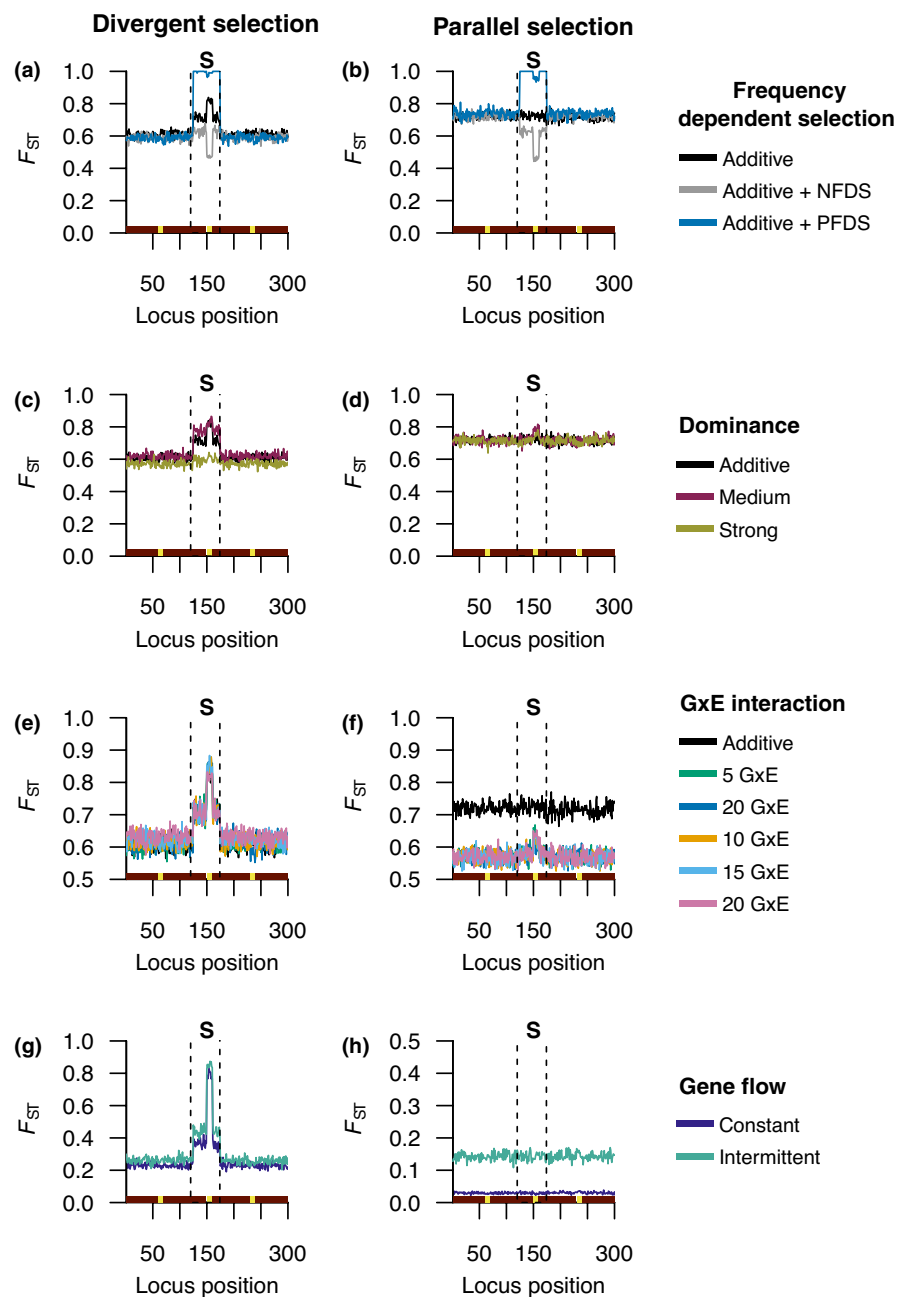 Divergent selection
Parallel selection
(a)
S
1.0
0.8
0.6
0.4
0.2
0.0
FST
50 150 300
Locus position
(b)
S
1.0
0.8
0.6
0.4
0.2
0.0
FST
50 150 300
Locus position
Frequency
dependent selection
Additive
Additive + NFDS
Additive + PFDS
(c)
S
1.0
0.8
0.6
0.4
0.2
0.0
FST
50 150 300
Locus position
(d)
S
1.0
0.8
0.6
0.4
0.2
0.0
FST
50 150 300
Locus position
Dominance
Additive
Medium
Strong
(e)
S
1.0
0.9
0.8
0.7
0.6
0.5
FST
50 150 300
Locus position
(f)
S
1.0
0.9
0.8
0.7
0.6
0.5
FST
50 150 300
Locus position
GxE interaction
Additive
5 GxE
20 GxE
10 GxE
15 GxE
20 GxE
(g)
S
1.0
0.8
0.6
0.4
0.2
0.0
FST
50 150 300
Locus position
(h)
S
0.5
0.4
0.3
0.2
0.1
0.0
FST
50 150 300
Locus position
Gene flow
Constant
Intermittent